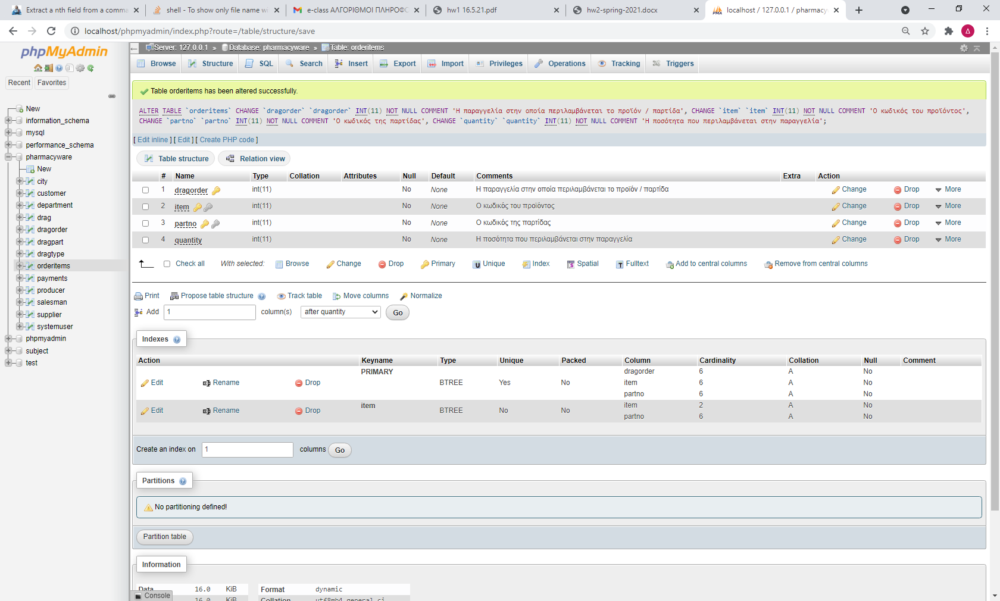 Extract a nth field from a comma
shell - To show only file name wi
e-class ΑΛΓΟΡΙΘΜΟΙ ΠΛΗΡΟΦΟ
hw1 16.5.21.pdf
hw2-spring-2021.docx
localhost / 127.0.0.1 / pharmacy
localhost/phpmyadmin/index.php?route=/table/structure/save
Δ
phpMyAdmin
Recent Favorites
New
information_schema
mysql
performance_schema
pharmacyware
New
city
customer
department
drag
dragorder
dragpart
dragtype
orderitems
payments
producer
salesman
supplier
systemuser
phpmyadmin
subject
test
Server: 127.0.0.1 » Database: pharmacyware » Table: orderitems
Browse Structure SQL Search Insert Export Import Privileges Operations Tracking Triggers
Table orderitems has been altered successfully.
ALTER TABLE `orderitems` CHANGE `dragorder` `dragorder` INT(11) NOT NULL COMMENT 'Η παραγγελία στην οποία περιλαμβάνεται το προϊόν / παρτίδα', CHANGE `item` `item` INT(11) NOT NULL COMMENT 'Ο κωδικός του προϊόντος',
CHANGE `partno` `partno` INT(11) NOT NULL COMMENT 'Ο κωδικός της παρτίδας', CHANGE `quantity` `quantity` INT(11) NOT NULL COMMENT 'Η ποσότητα που περιλαμβάνεται στην παραγγελία';
[ Edit inline ] [ Edit ] [ Create PHP code ]
Table structure Relation view
# Name Type Collation Attributes Null Default Comments Extra Action
1 dragorder int(11) No None Η παραγγελία στην οποία περιλαμβάνεται το προϊόν / παρτίδα Change Drop More
2 item int(11) No None Ο κωδικός του προϊόντος Change Drop More
3 partno int(11) No None Ο κωδικός της παρτίδας Change Drop More
4 quantity int(11) No None Η ποσότητα που περιλαμβάνεται στην παραγγελία Change Drop More
Check all With selected: Browse Change Drop Primary Unique Index Spatial Fulltext Add to central columns Remove from central columns
Print Propose table structure Track table Move columns Normalize
Add 1 column(s) after quantity Go
Indexes
Action Keyname Type Unique Packed Column Cardinality Collation Null Comment
Edit Rename Drop PRIMARY BTREE Yes No dragorder 6 A No
item 6 A No
partno 6 A No
Edit Rename Drop item BTREE No No item 2 A No
partno 6 A No
Create an index on 1 columns Go
Partitions
No partitioning defined!
Partition table
Information
Data 16.0 KiB Format dynamic
Console 16.0 KiB Collation utf8mb4_general_ci